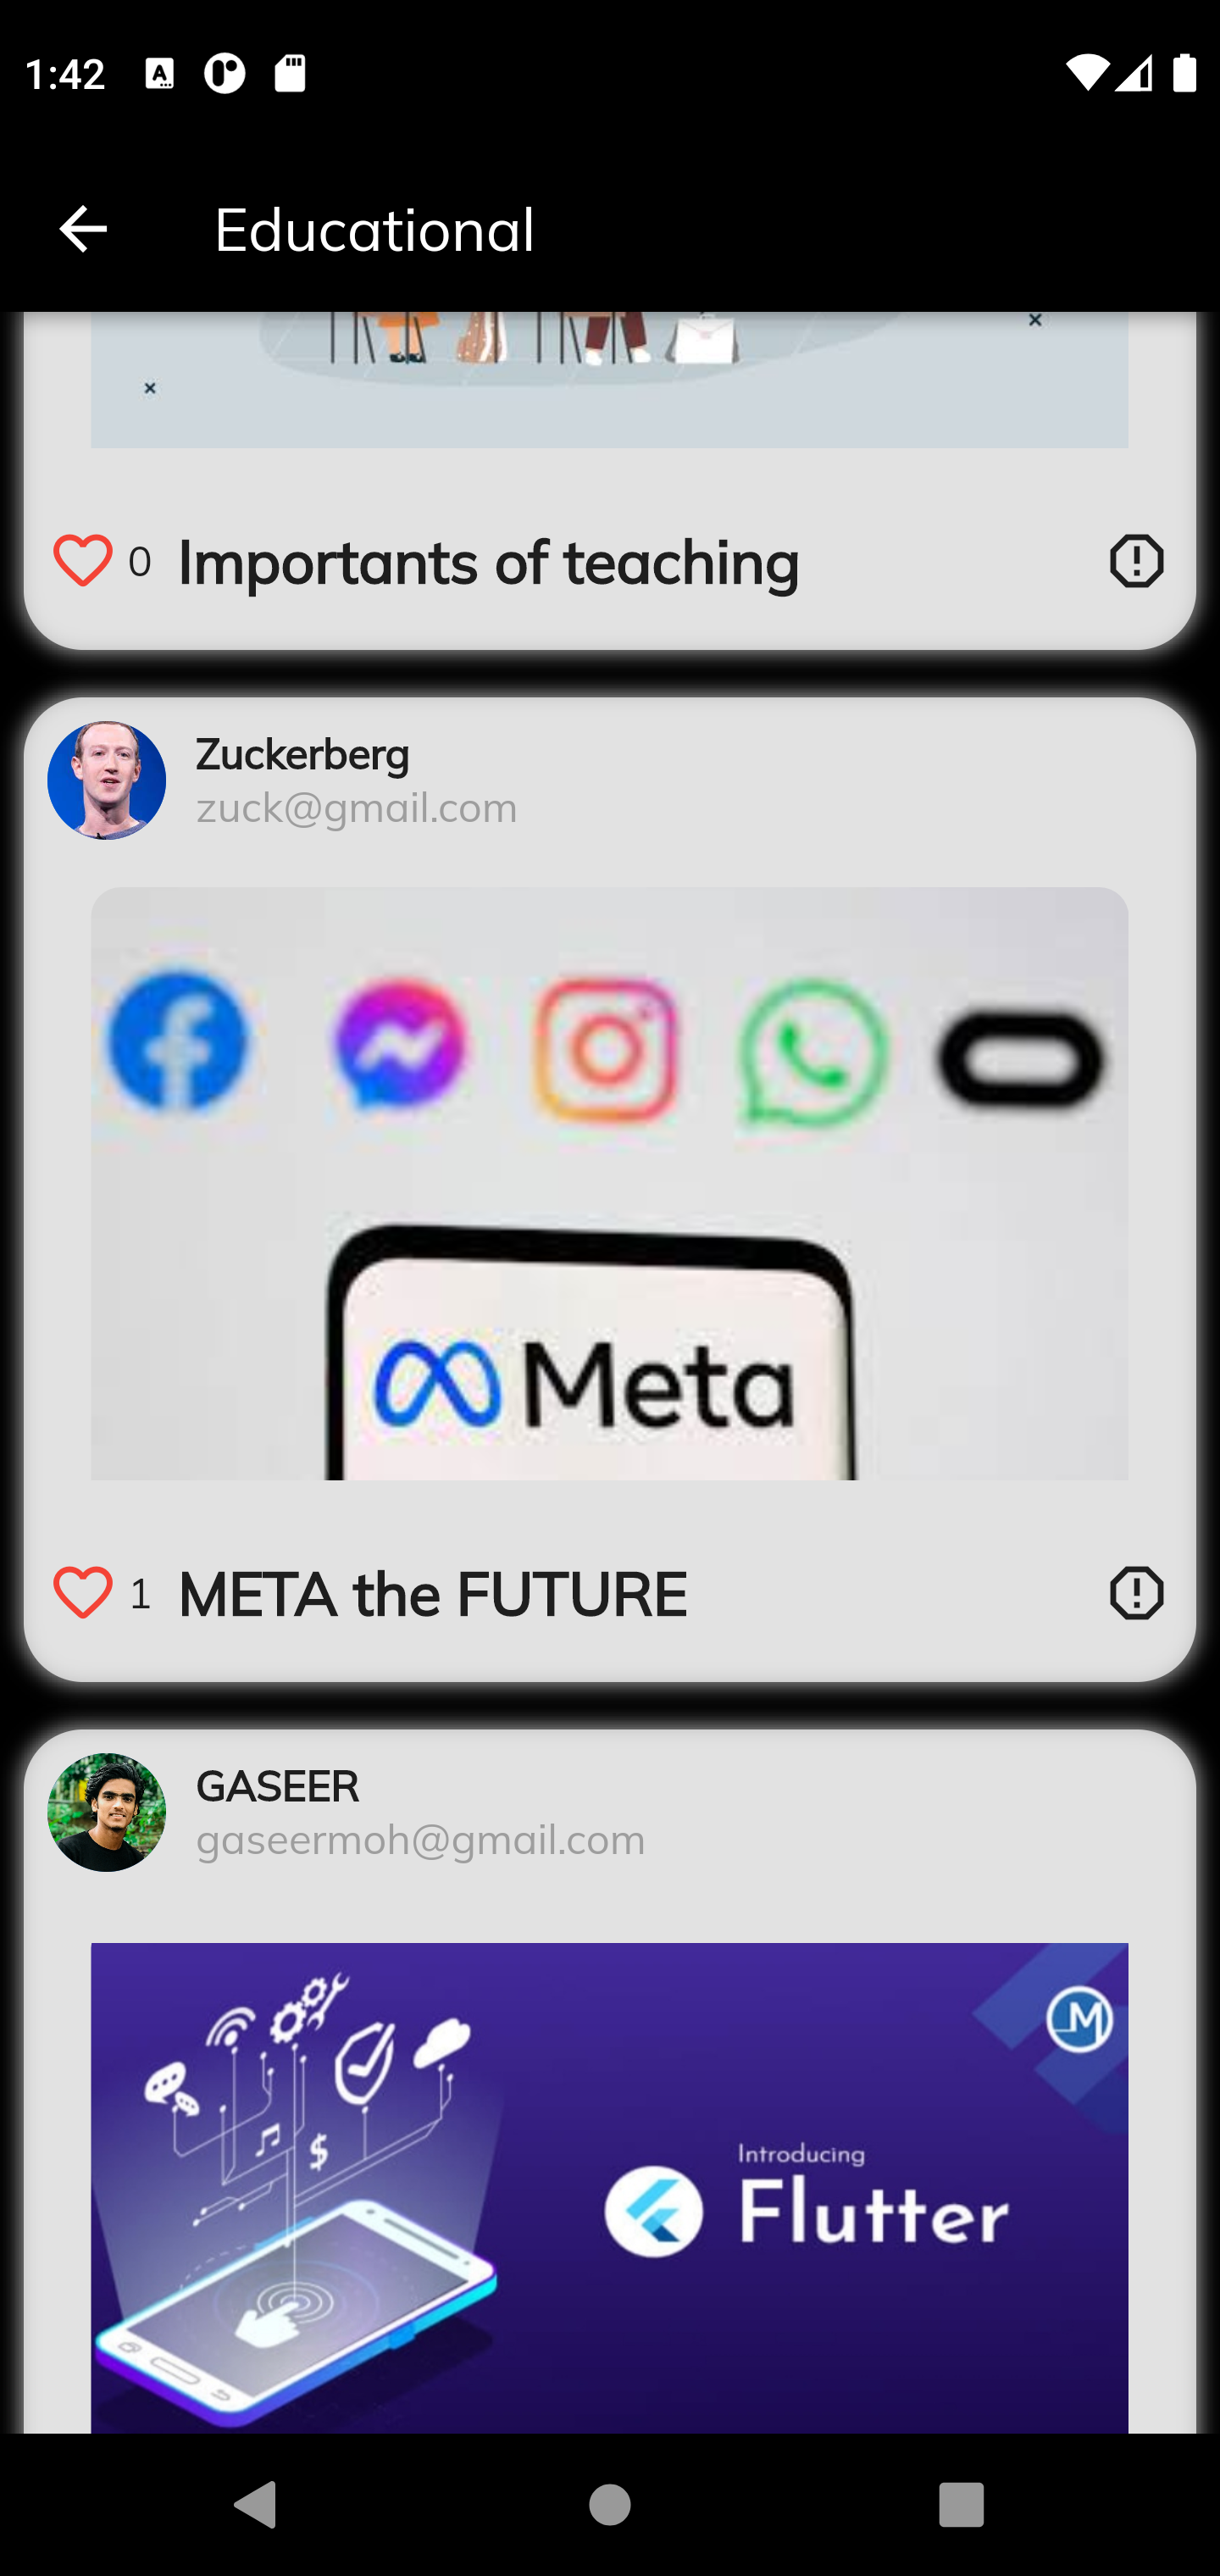 1:42
Educational
0 Importants of teaching
Zuckerberg
zuck@gmail.com
Meta
1 META the FUTURE
GASEER
gaseermoh@gmail.com
M
Introducing
Flutter